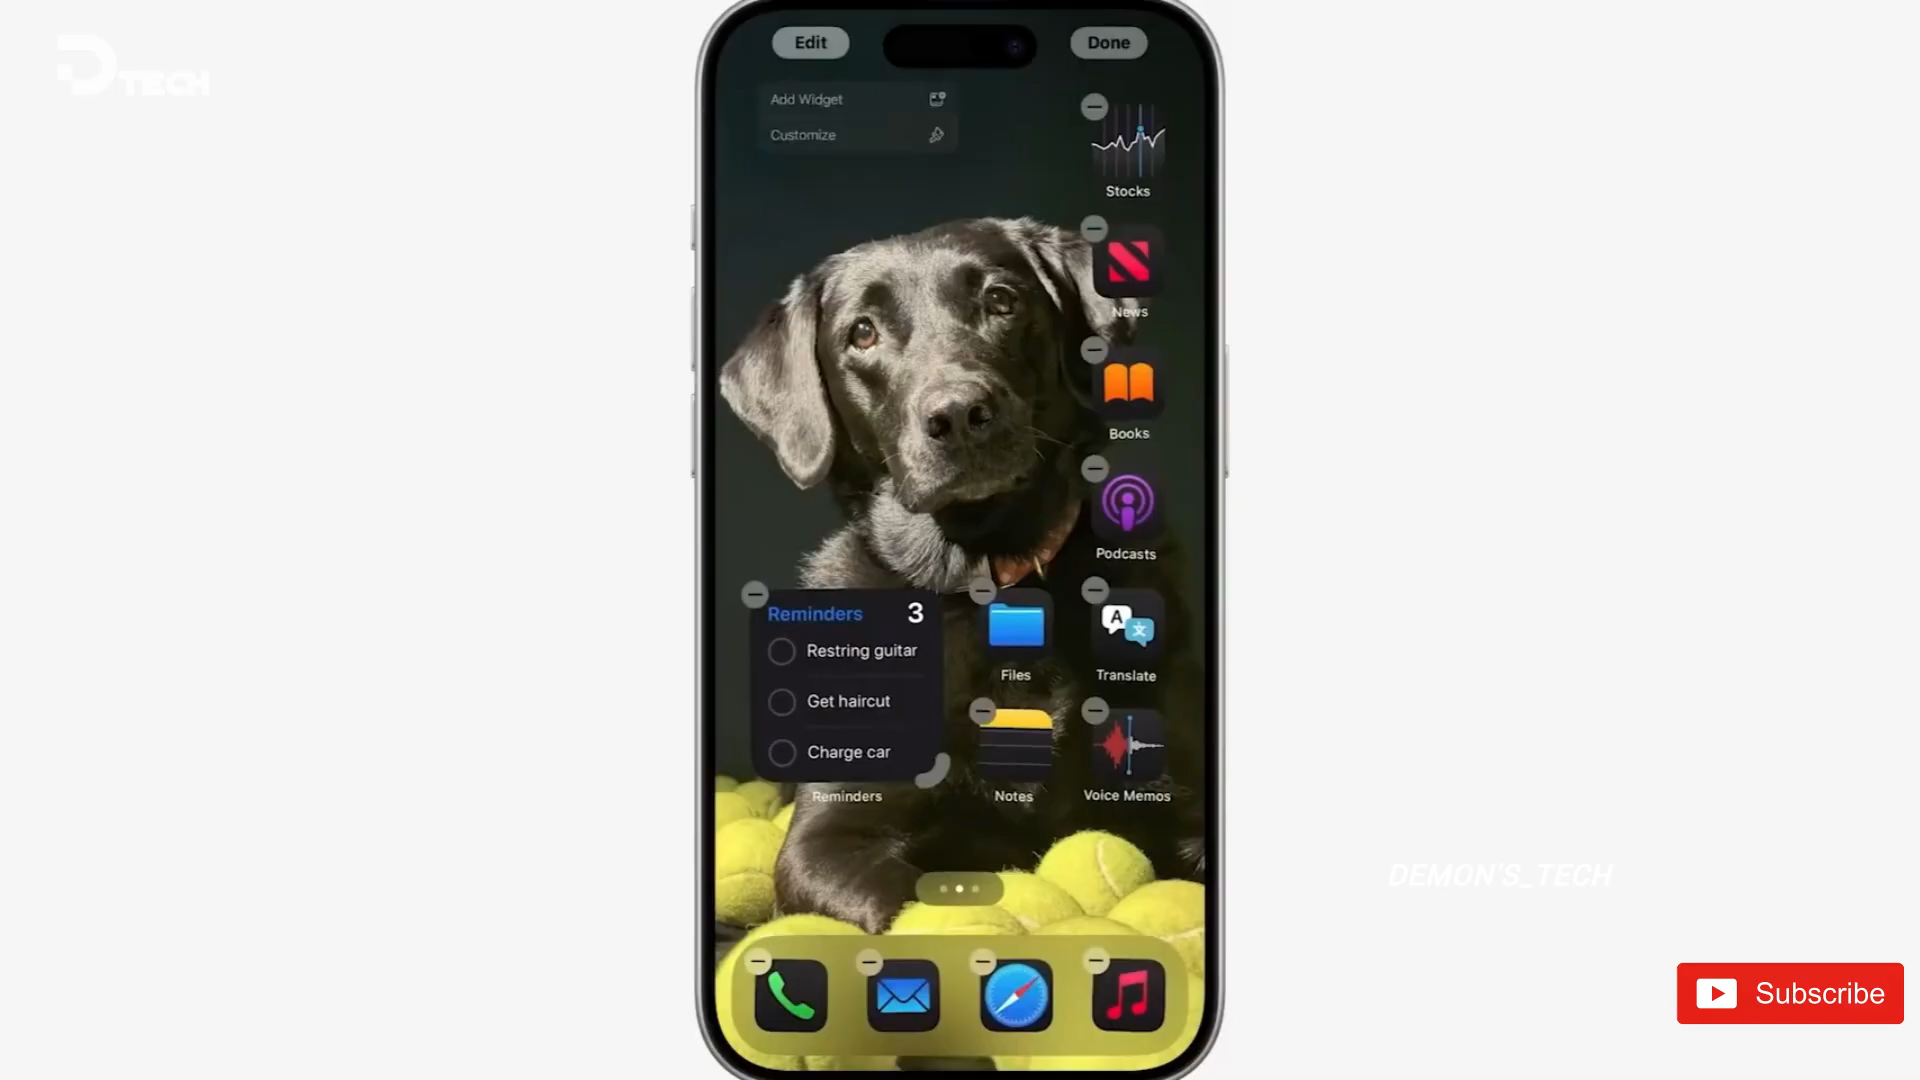 D TECH
Edit
Done
Add Widget
Customize
Stocks
News
Books
Podcasts
Reminders 3
Restring guitar
Get haircut
Charge car
Reminders
Files
A 文
Translate
Notes
Voice Memos
DEMON'S_TECH
Subscribe